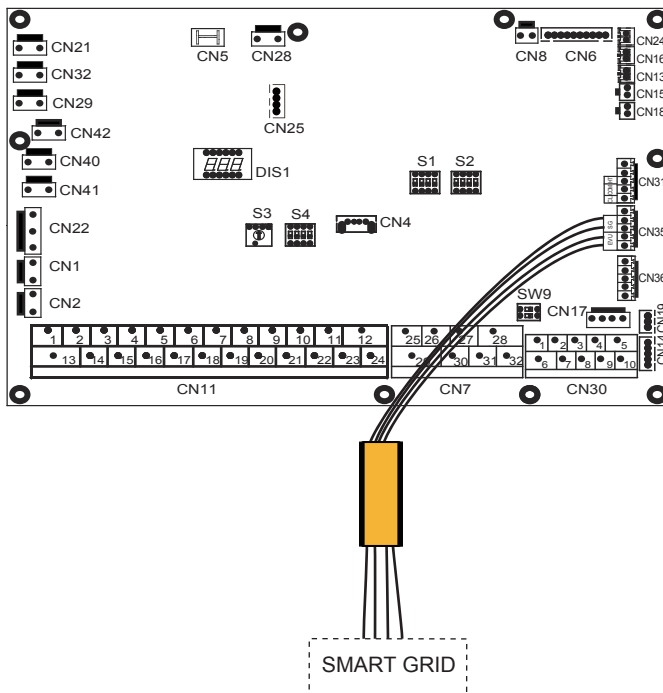 CN21
CN32
CN29
CN42
CN40
CN41
CN22
CN1
CN2
CN5
CN28
CN25
DIS1
S1 S2
S3 S4
CN4
CN8 CN6
CN24
CN16
CN13
CN15
CN18
CN31
SG
EVU
CN35
CN36
SW9
CN17
CN19
CN14
1 2 3 4 5 6 7 8 9 10 11 12
13 14 15 16 17 18 19 20 21 22 23 24
25 26 27 28
29 30 31 32
1 2 3 4 5
6 7 8 9 10
CN11
CN7
CN30
SMART GRID